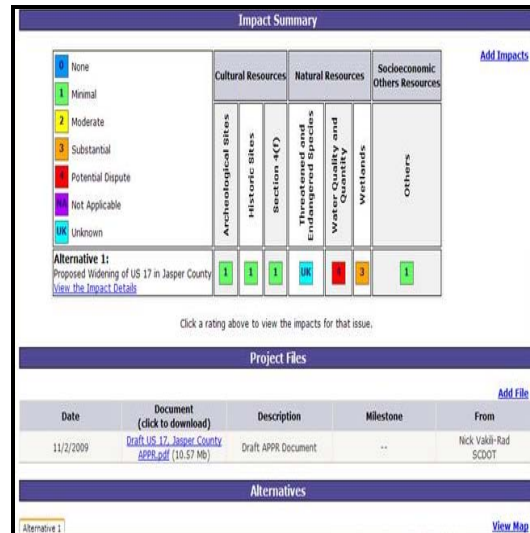 Impact Summary
Add Impacts
0 None
1 Minimal
2 Moderate
3 Substantial
4 Potential Dispute
NA Not Applicable
UK Unknown
Cultural Resources
Natural Resources
Socioeconomic
Others Resources
Archeological Sites
Historic Sites
Section 4(f)
Threatened and
Endangered Species
Water Quality and
Quantity
Wetlands
Others
Alternative 1:
Proposed Widening of US 17 in Jasper County
View the Impact Details
1 1 1 UK 4 3 1
Click a rating above to view the impacts for that issue.
Project Files
Add File
Date
Document
(click to download)
Description
Milestone
From
11/2/2009
Draft US 17, Jasper County
APPR.pdf (10.57 Mb)
Draft APPR Document
--
Nick Vakili-Rad
SCDOT
Alternatives
Alternative 1
View Map